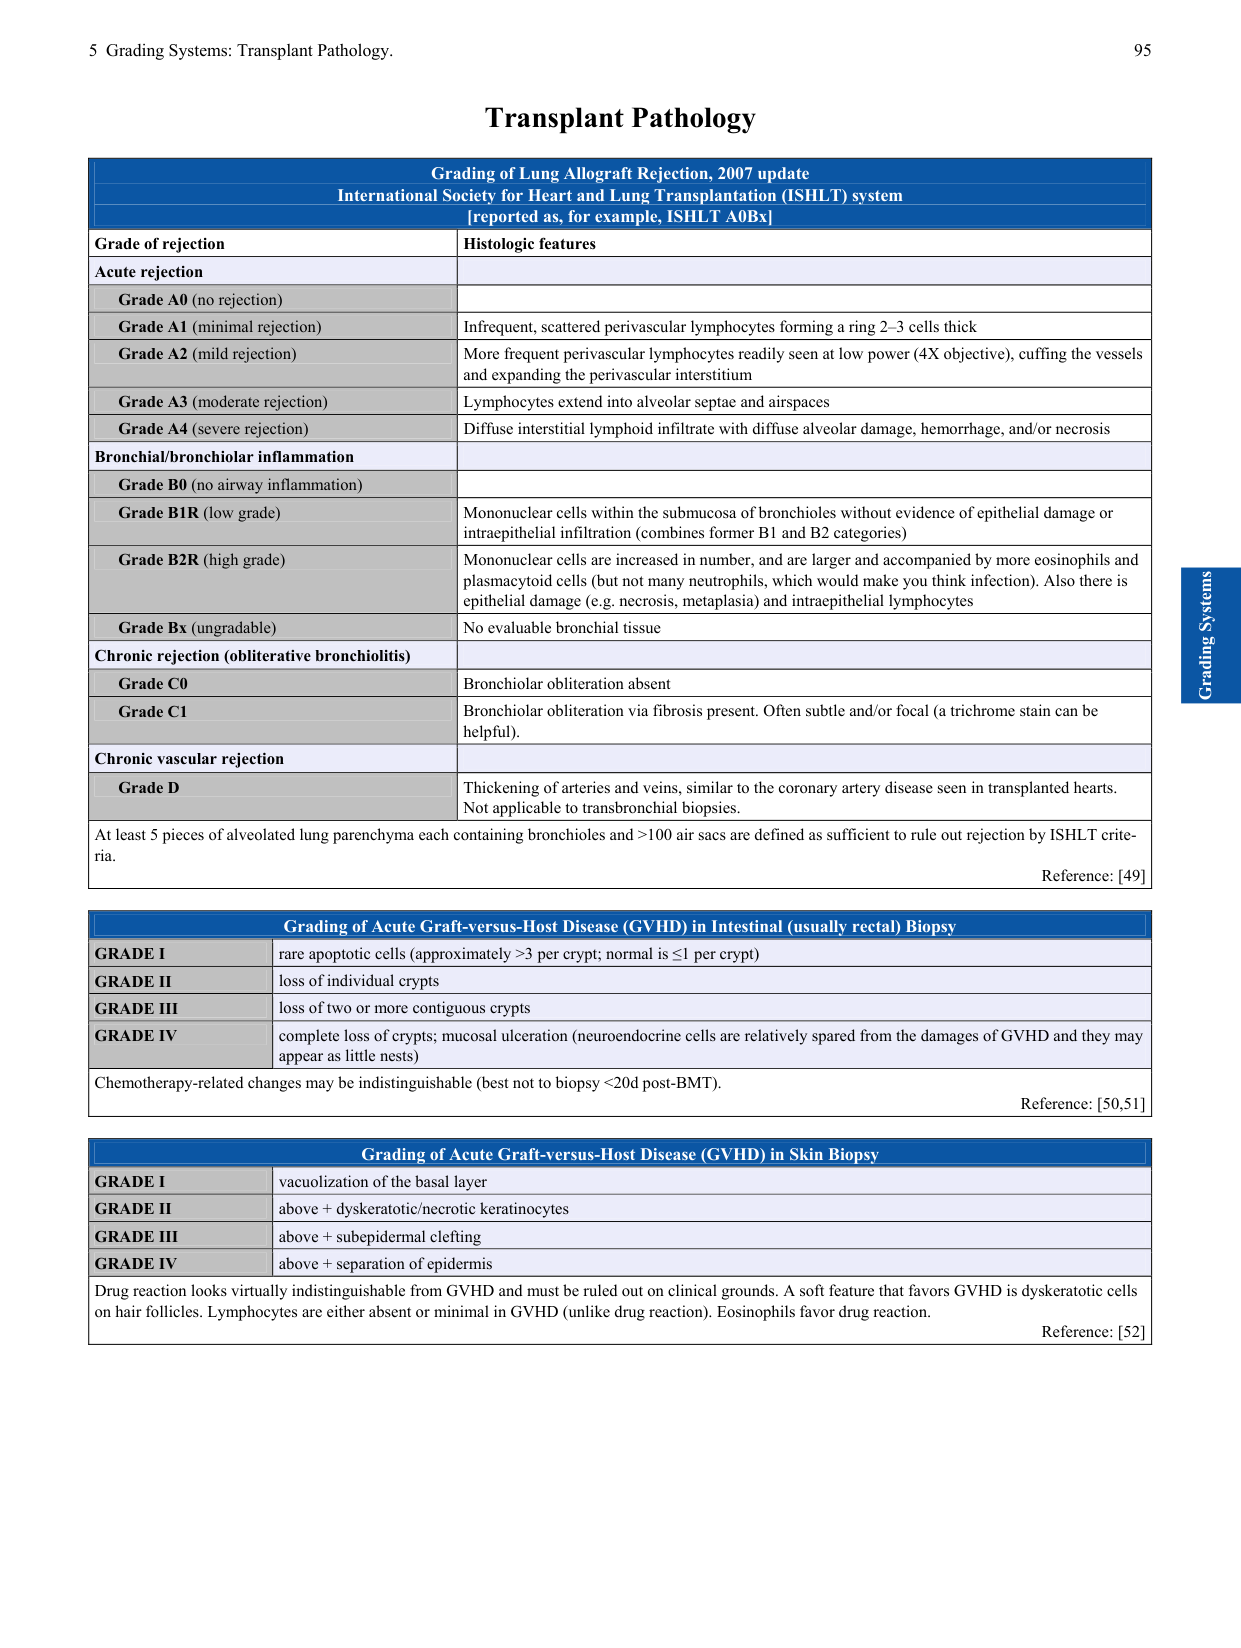 5 Grading Systems: Transplant Pathology.
95
Transplant Pathology
Grading of Lung Allograft Rejection, 2007 update
International Society for Heart and Lung Transplantation (ISHLT) system
[reported as, for example, ISHLT A0Bx]
Grade of rejection
Histologic features
Acute rejection
Grade A0 (no rejection)
Grade A1 (minimal rejection)
Infrequent, scattered perivascular lymphocytes forming a ring 2–3 cells thick
Grade A2 (mild rejection)
More frequent perivascular lymphocytes readily seen at low power (4X objective), cuffing the vessels
and expanding the perivascular interstitium
Grade A3 (moderate rejection)
Lymphocytes extend into alveolar septae and airspaces
Grade A4 (severe rejection)
Diffuse interstitial lymphoid infiltrate with diffuse alveolar damage, hemorrhage, and/or necrosis
Bronchial/bronchiolar inflammation
Grade B0 (no airway inflammation)
Grade B1R (low grade)
Mononuclear cells within the submucosa of bronchioles without evidence of epithelial damage or
intraepithelial infiltration (combines former B1 and B2 categories)
Grade B2R (high grade)
Mononuclear cells are increased in number, and are larger and accompanied by more eosinophils and
plasmacytoid cells (but not many neutrophils, which would make you think infection). Also there is
epithelial damage (e.g. necrosis, metaplasia) and intraepithelial lymphocytes
Grade Bx (ungradable)
No evaluable bronchial tissue
Chronic rejection (obliterative bronchiolitis)
Grade C0
Bronchiolar obliteration absent
Grade C1
Bronchiolar obliteration via fibrosis present. Often subtle and/or focal (a trichrome stain can be
helpful).
Chronic vascular rejection
Grade D
Thickening of arteries and veins, similar to the coronary artery disease seen in transplanted hearts.
Not applicable to transbronchial biopsies.
At least 5 pieces of alveolated lung parenchyma each containing bronchioles and >100 air sacs are defined as sufficient to rule out rejection by ISHLT crite-
ria.
Reference: [49]
Grading of Acute Graft-versus-Host Disease (GVHD) in Intestinal (usually rectal) Biopsy
GRADE I
rare apoptotic cells (approximately >3 per crypt; normal is ≤1 per crypt)
GRADE II
loss of individual crypts
GRADE III
loss of two or more contiguous crypts
GRADE IV
complete loss of crypts; mucosal ulceration (neuroendocrine cells are relatively spared from the damages of GVHD and they may
appear as little nests)
Chemotherapy-related changes may be indistinguishable (best not to biopsy <20d post-BMT).
Reference: [50,51]
Grading of Acute Graft-versus-Host Disease (GVHD) in Skin Biopsy
GRADE I
vacuolization of the basal layer
GRADE II
above + dyskeratotic/necrotic keratinocytes
GRADE III
above + subepidermal clefting
GRADE IV
above + separation of epidermis
Drug reaction looks virtually indistinguishable from GVHD and must be ruled out on clinical grounds. A soft feature that favors GVHD is dyskeratotic cells
on hair follicles. Lymphocytes are either absent or minimal in GVHD (unlike drug reaction). Eosinophils favor drug reaction.
Reference: [52]
Grading Systems